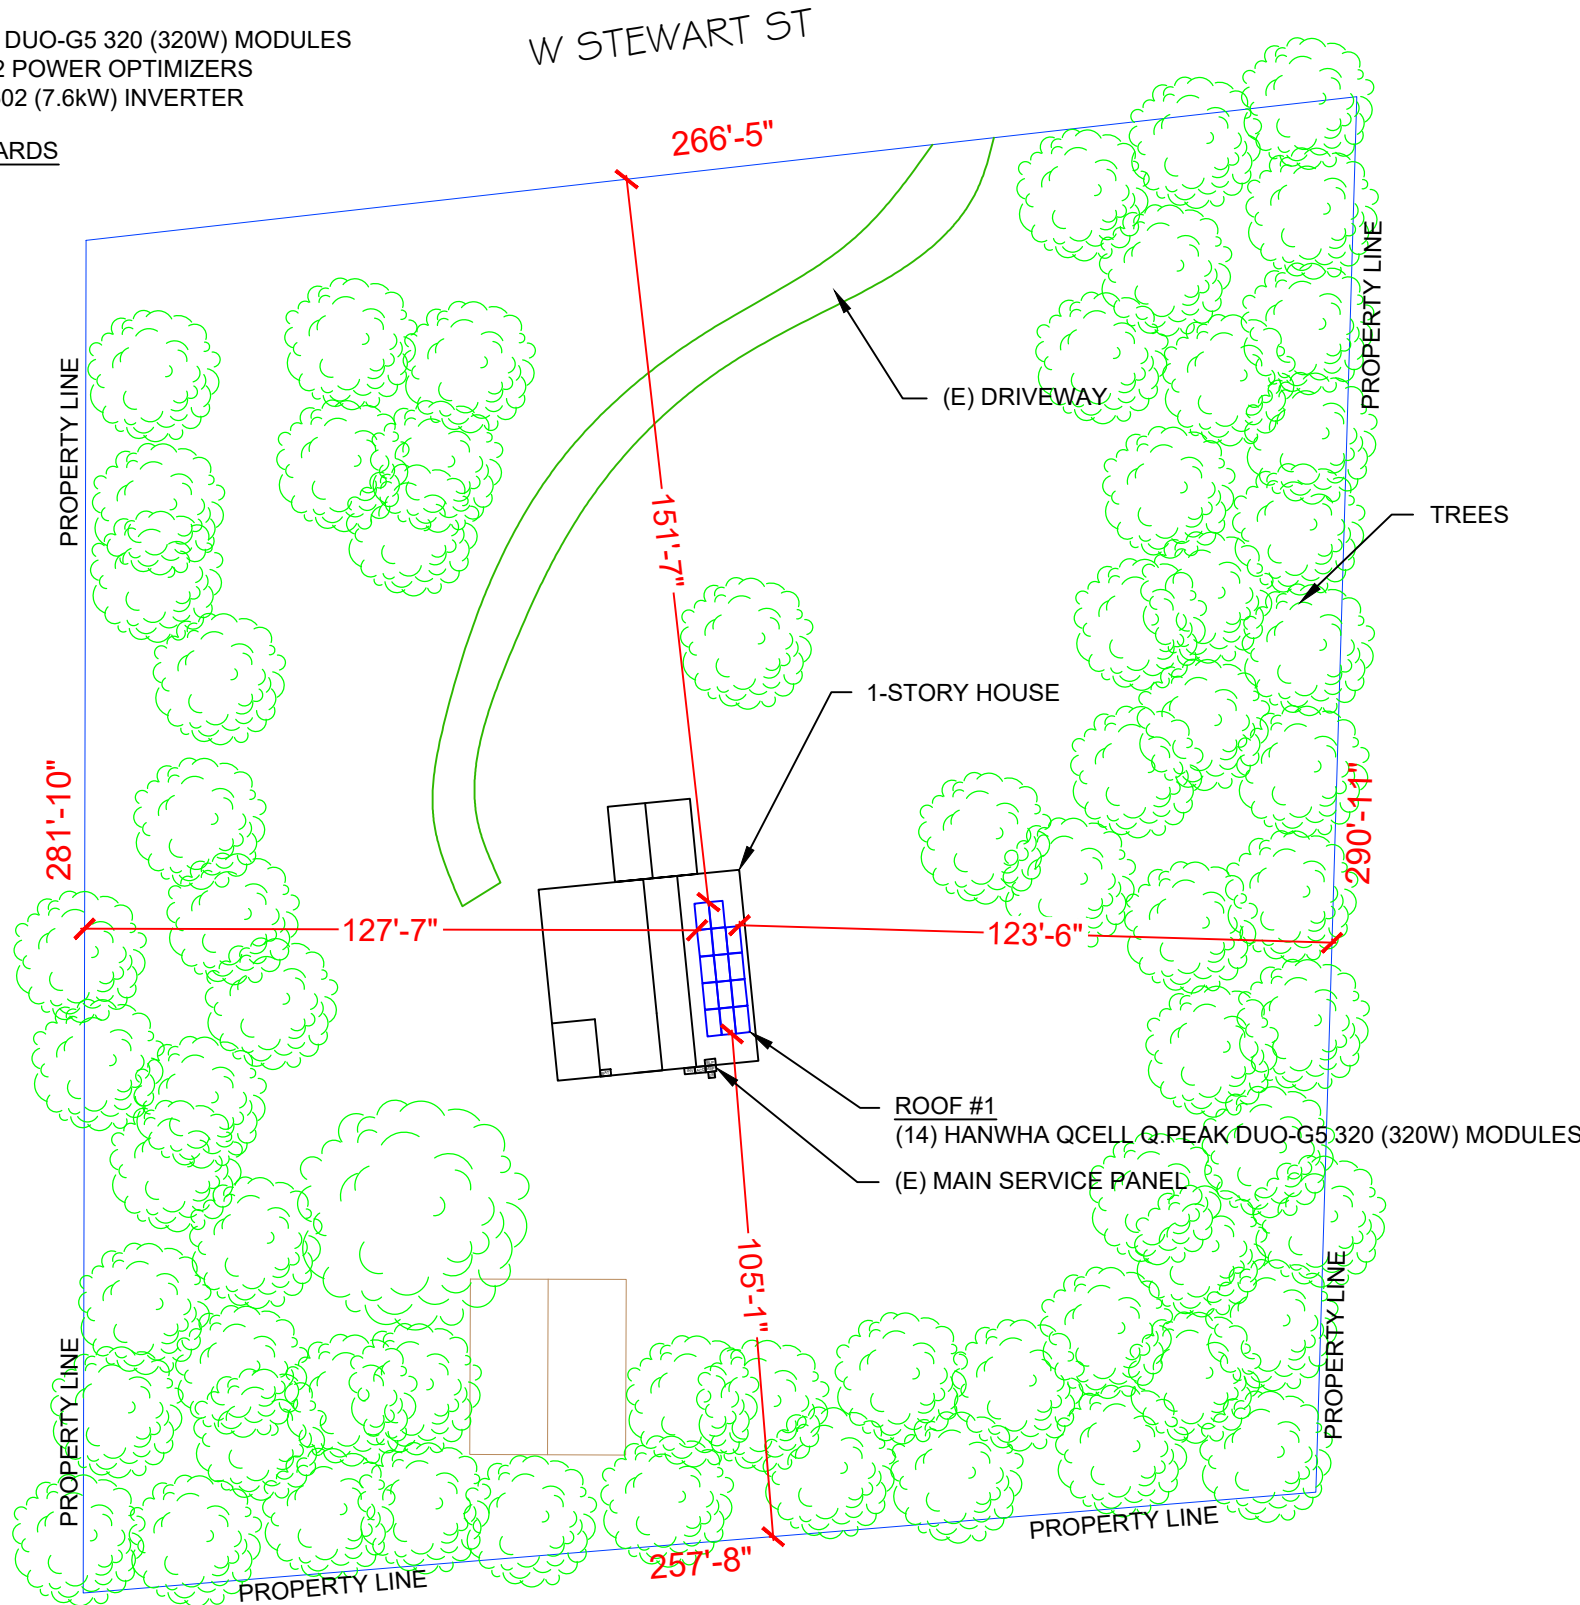 DUO-G5 320 (320W) MODULES
2 POWER OPTIMIZERS
02 (7.6kW) INVERTER
ARDS
W STEWART ST
266'-5"
PROPERTY LINE
PROPERTY LINE
(E) DRIVEWAY
151'-7"
TREES
1-STORY HOUSE
281'-10"
290'-11"
127'-7"
123'-6"
ROOF #1
(14) HANWHA QCELL Q.PEAK DUO-G5 320 (320W) MODULES
(E) MAIN SERVICE PANEL
105'-1"
PROPERTY LINE
PROPERTY LINE
PROPERTY LINE
257'-8"
PROPERTY LINE